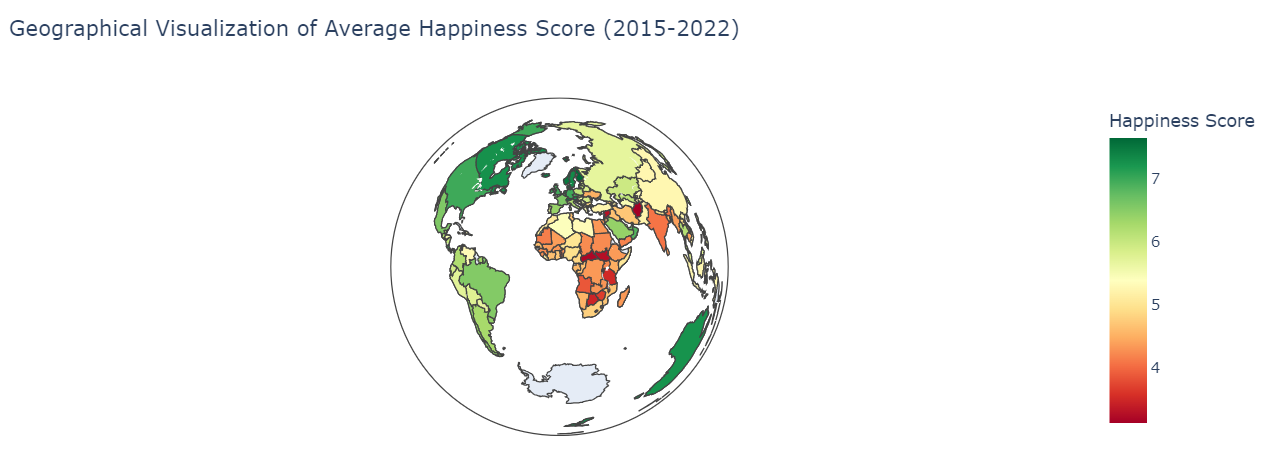 Geographical Visualization of Average Happiness Score (2015-2022)
Happiness Score
7
6
5
4